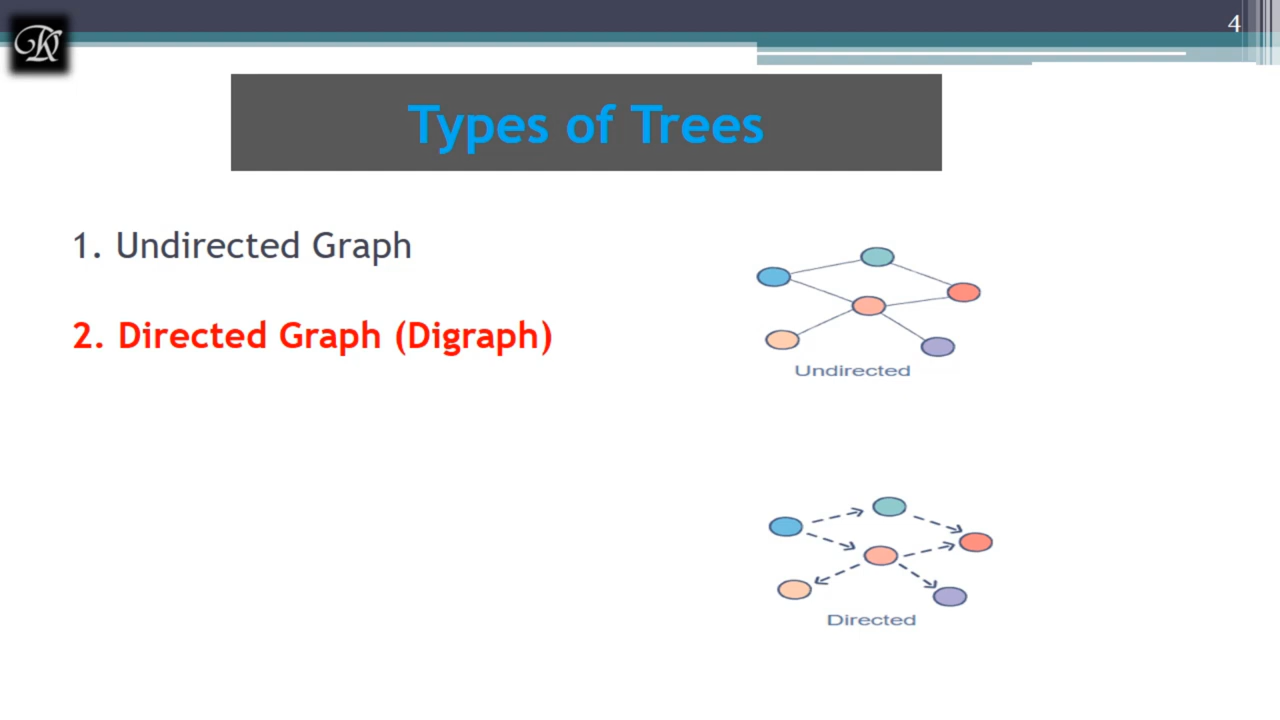 4
Types of Trees
1. Undirected Graph
2. Directed Graph (Digraph)
Undirected
Directed